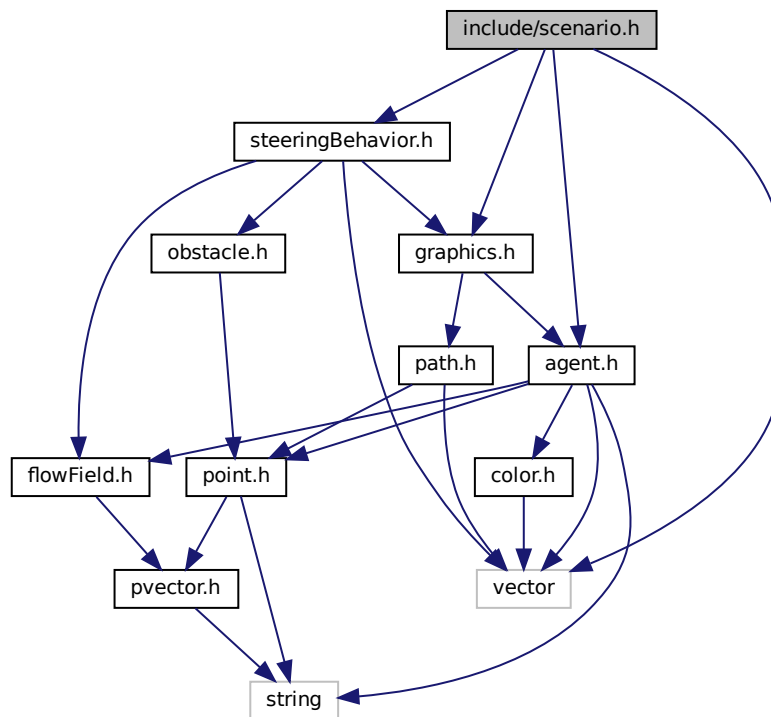 include/scenario.h
steeringBehavior.h
obstacle.h
graphics.h
path.h
agent.h
flowField.h
point.h
color.h
pvector.h
vector
string